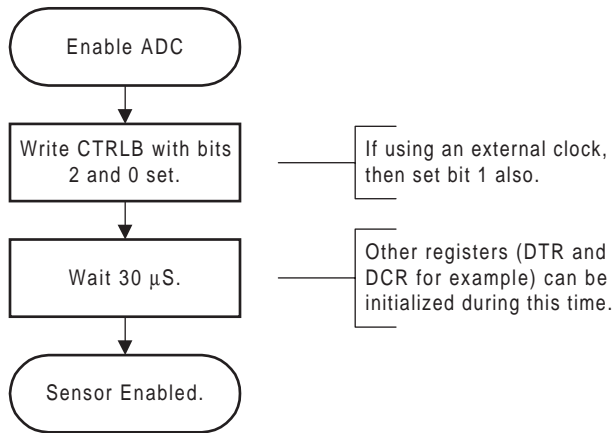 Enable ADC
Write CTRLB with bits
2 and 0 set.
If using an external clock,
then set bit 1 also.
Wait 30 μS.
Other registers (DTR and
DCR for example) can be
initialized during this time.
Sensor Enabled.